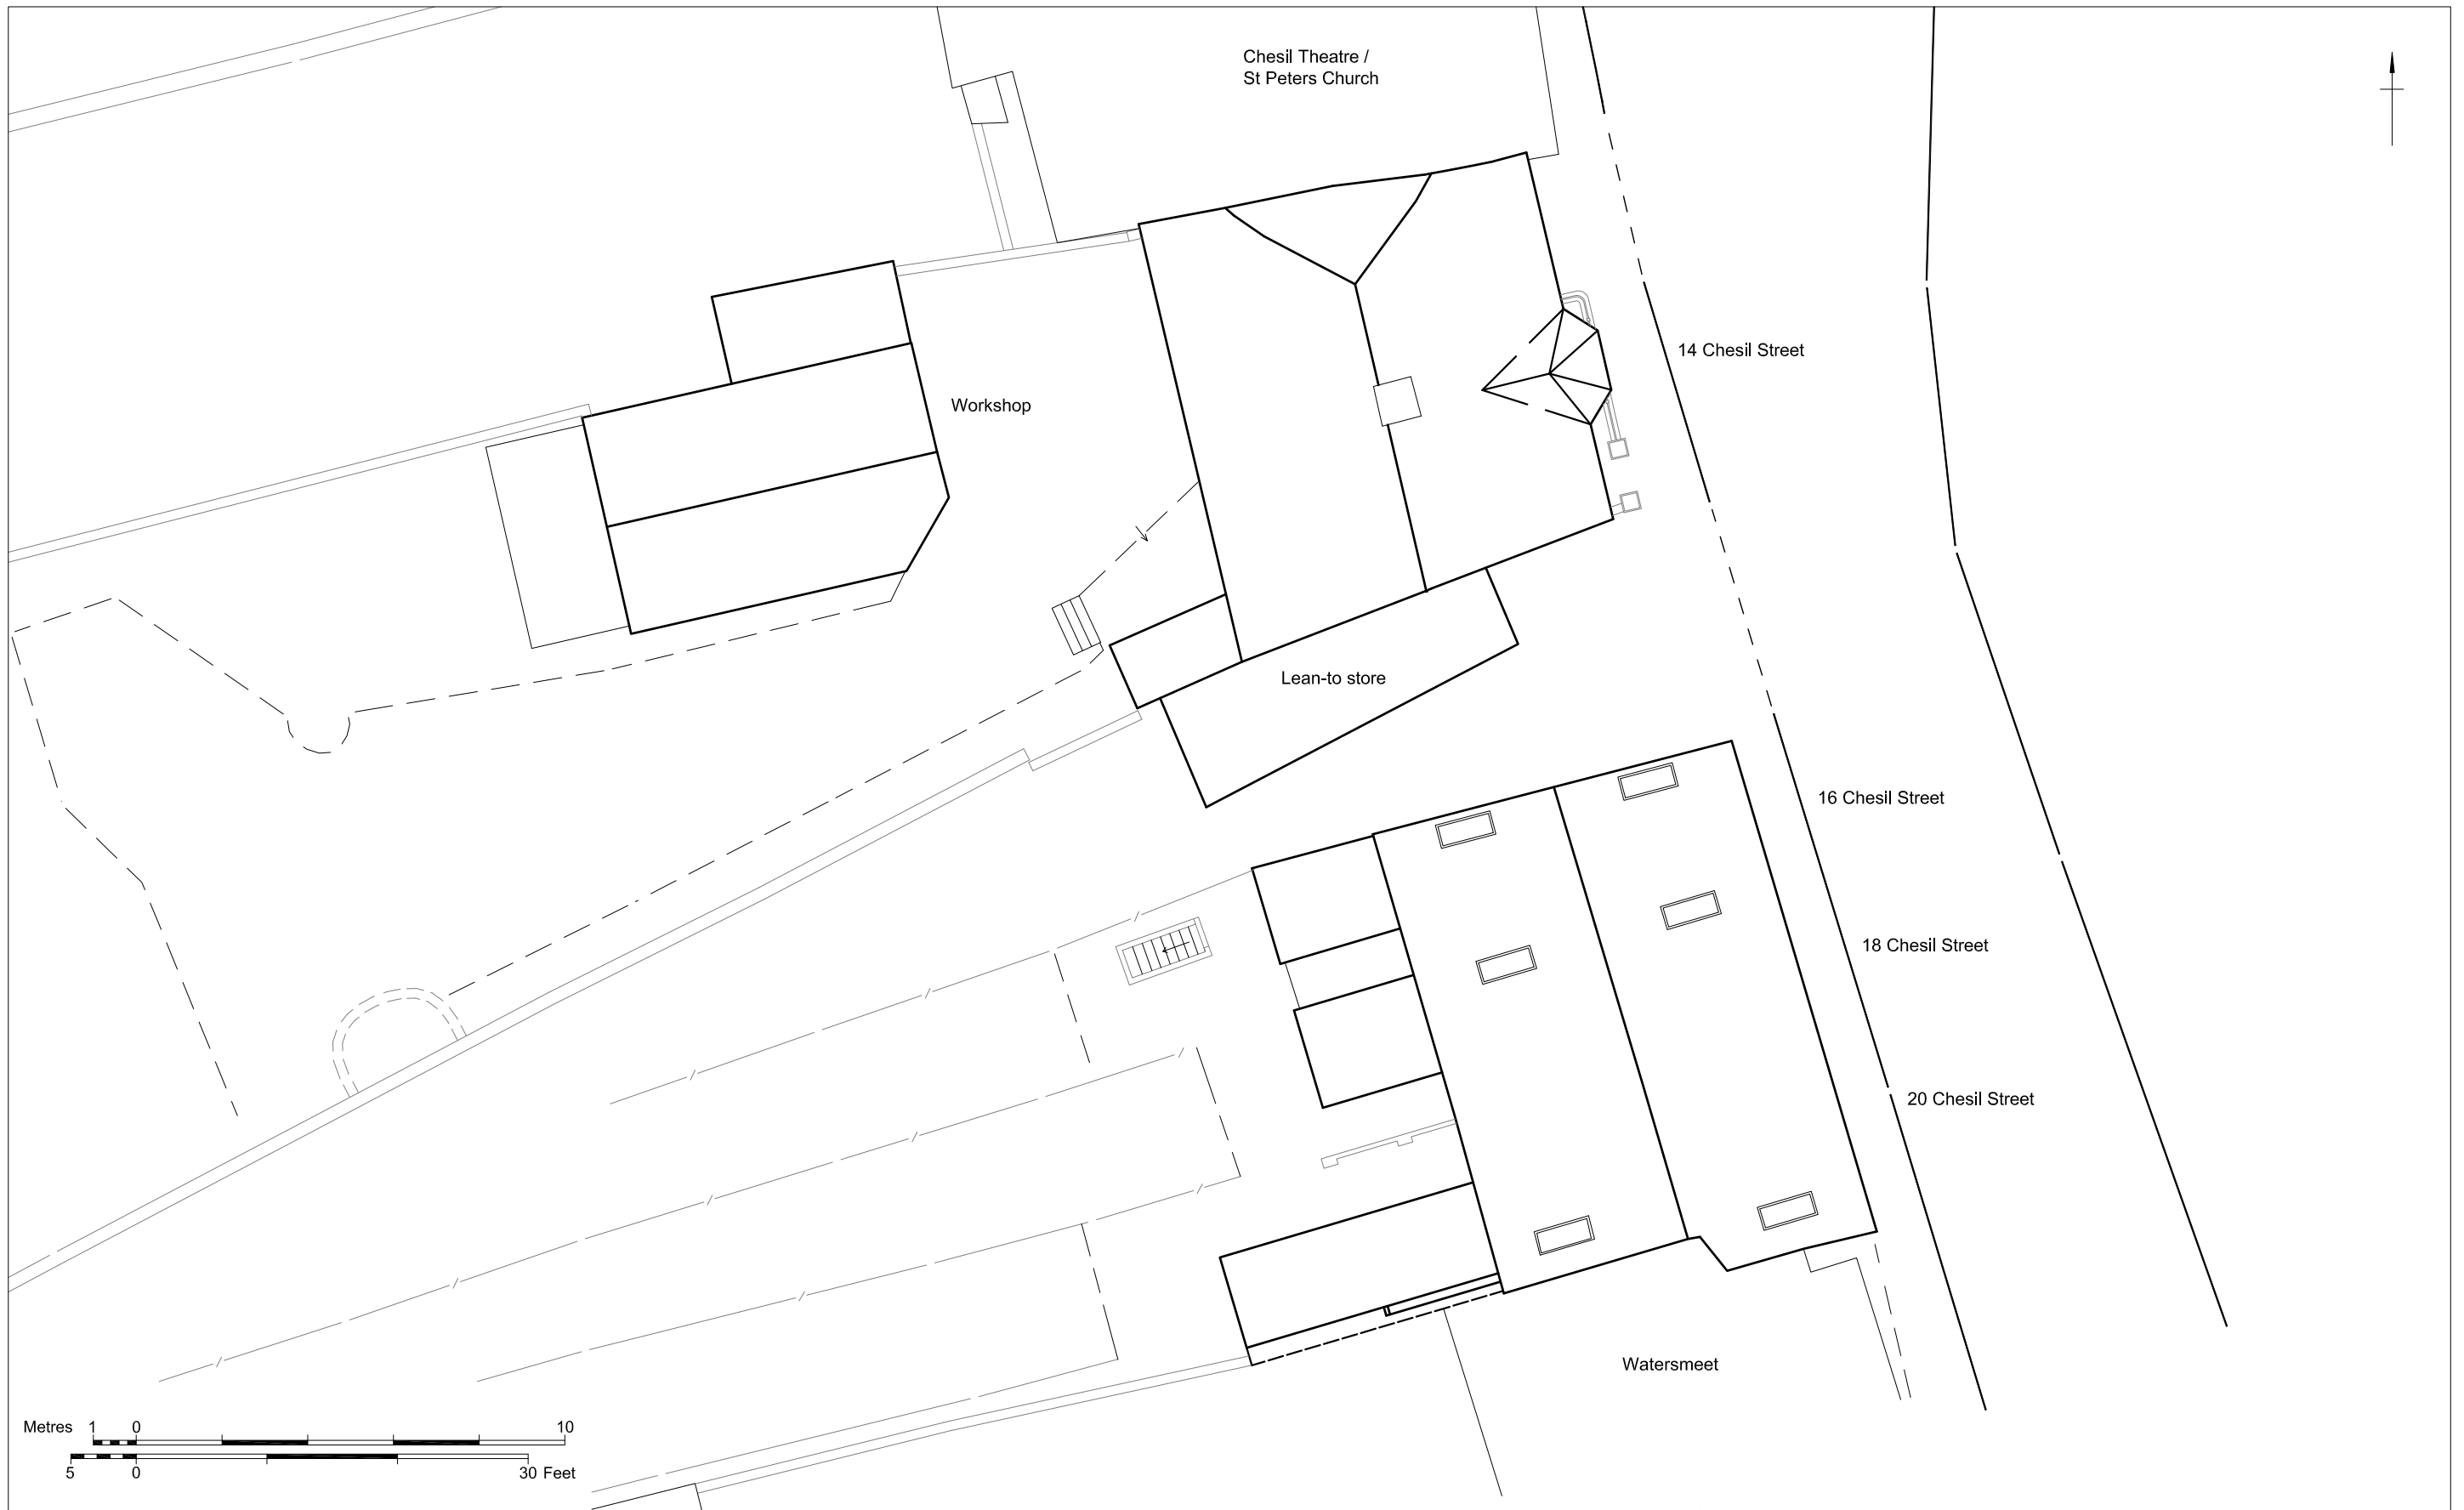 Chesil Theatre /
St Peters Church
14 Chesil Street
Workshop
Lean-to store
16 Chesil Street
18 Chesil Street
20 Chesil Street
Watersmeet
Metres 1 0 10
5 0 30 Feet